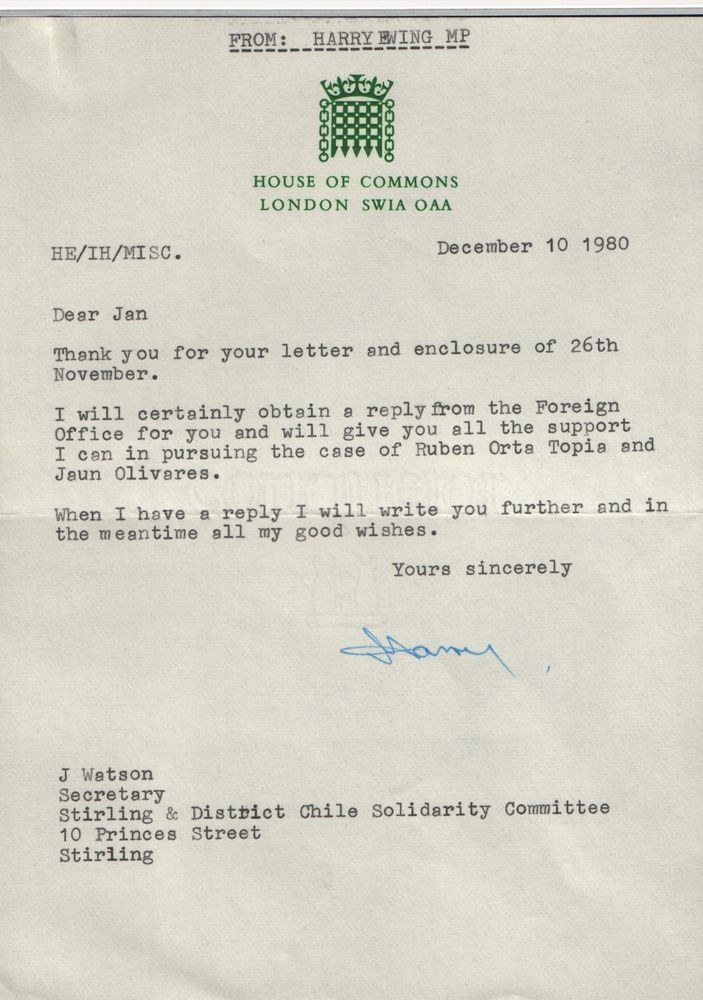 FROM: HARRY EWING MP
HOUSE OF COMMONS
LONDON SW1A 0AA
HE/IH/MISC.
December 10 1980
Dear Jan
Thank you for your letter and enclosure of 26th
November.
I will certainly obtain a reply from the Foreign
Office for you and will give you all the support
I can in pursuing the case of Ruben Orta Topia and
Jaun Olivares.
When I have a reply I will write you further and in
the meantime all my good wishes.
Yours sincerely
Harry
J Watson
Secretary
Stirling & District Chile Solidarity Committee
10 Princes Street
Stirling